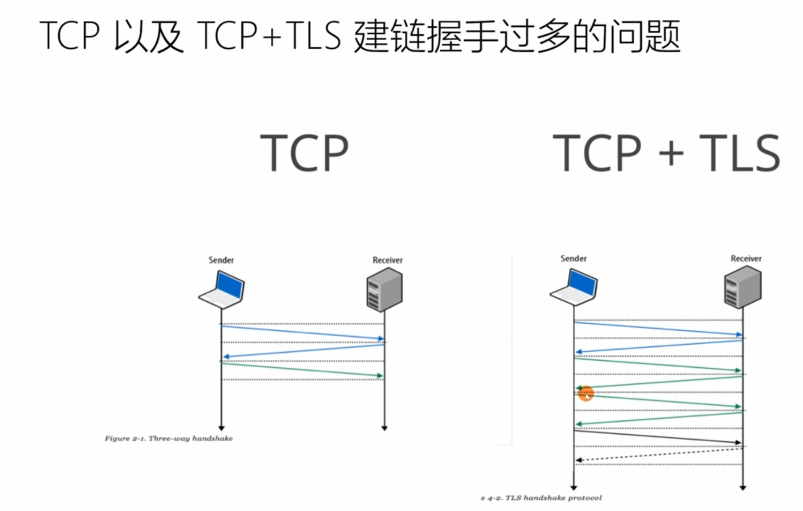 TCP 以及 TCP+TLS 建链握手过多的问题
TCP
TCP + TLS
Sender
Receiver
Sender
Receiver
Figure 2-1. Three-way handshake
e 4-2. TLS handshake protocol